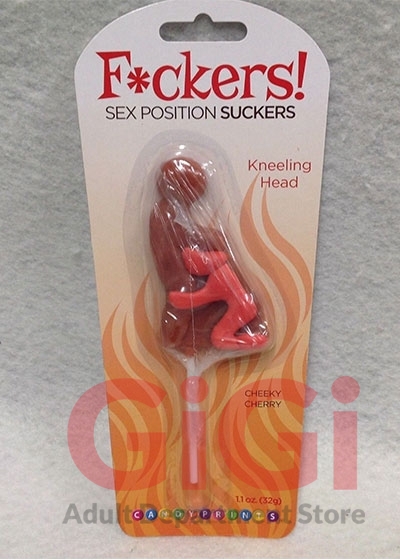 F*ckers!
SEX POSITION SUCKERS
Kneeling
Head
CHEEKY
CHERRY
GiGi
1.1 oz. (32g)
Adult Department Store
CANDYPRINTS